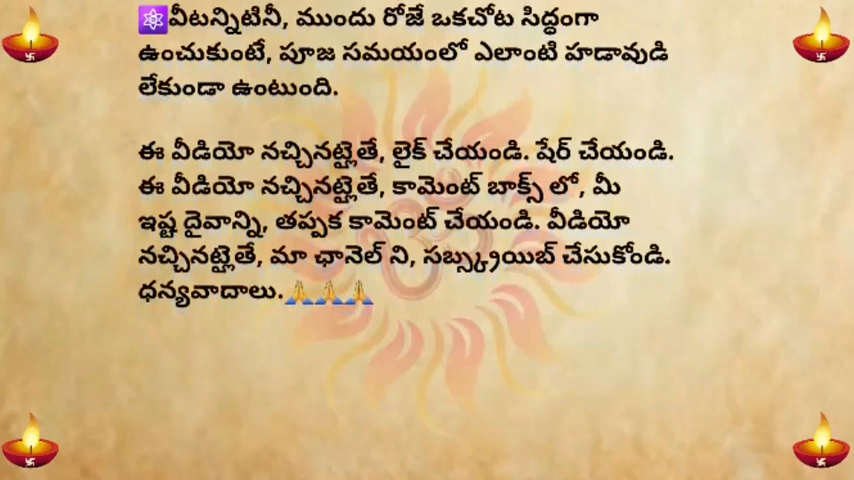 ⚛️వీటన్నిటినీ, ముందు రోజే ఒకచోట సిద్ధంగా
ఉంచుకుంటే, పూజ సమయంలో ఎలాంటి హడావుడి
లేకుండా ఉంటుంది.
ఈ వీడియో నచ్చినట్లైతే, లైక్ చేయండి. షేర్ చేయండి.
ఈ వీడియో నచ్చినట్లైతే, కామెంట్ బాక్స్ లో, మీ
ఇష్ట దైవాన్ని, తప్పక కామెంట్ చేయండి. వీడియో
నచ్చినట్లైతే, మా ఛానెల్ ని, సబ్స్క్రయిబ్ చేసుకోండి.
ధన్యవాదాలు.🙏🙏🙏